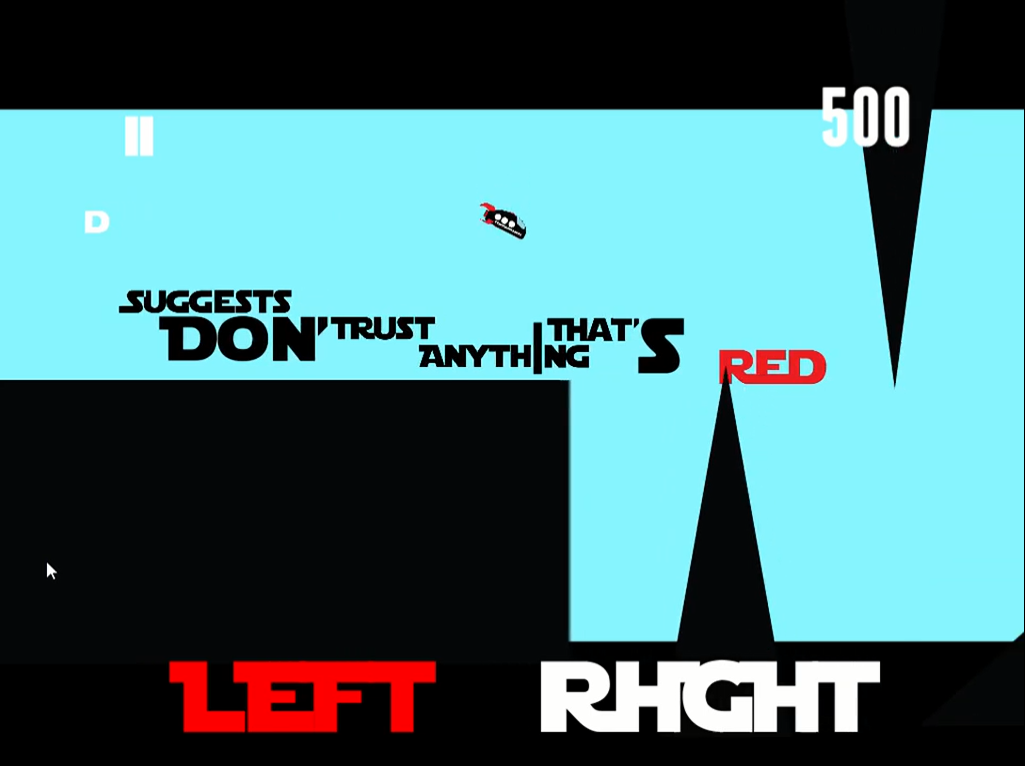 500
D
SUGGESTS
DON'TRUST THAT'S
ANYTHING RED
LEFT RHGHT